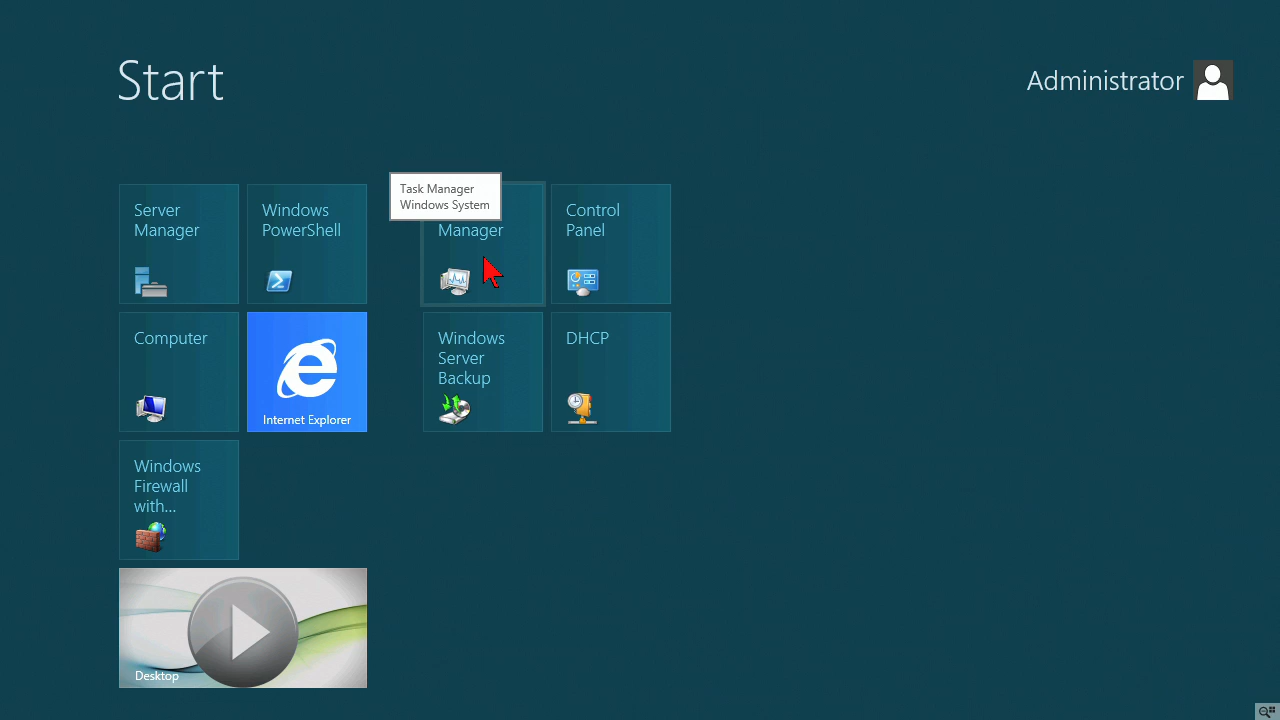 Start
Administrator
Server
Manager
Windows
PowerShell
Task Manager
Windows System
Manager
Control
Panel
Computer
Internet Explorer
Windows
Server
Backup
DHCP
Windows
Firewall
with...
Desktop